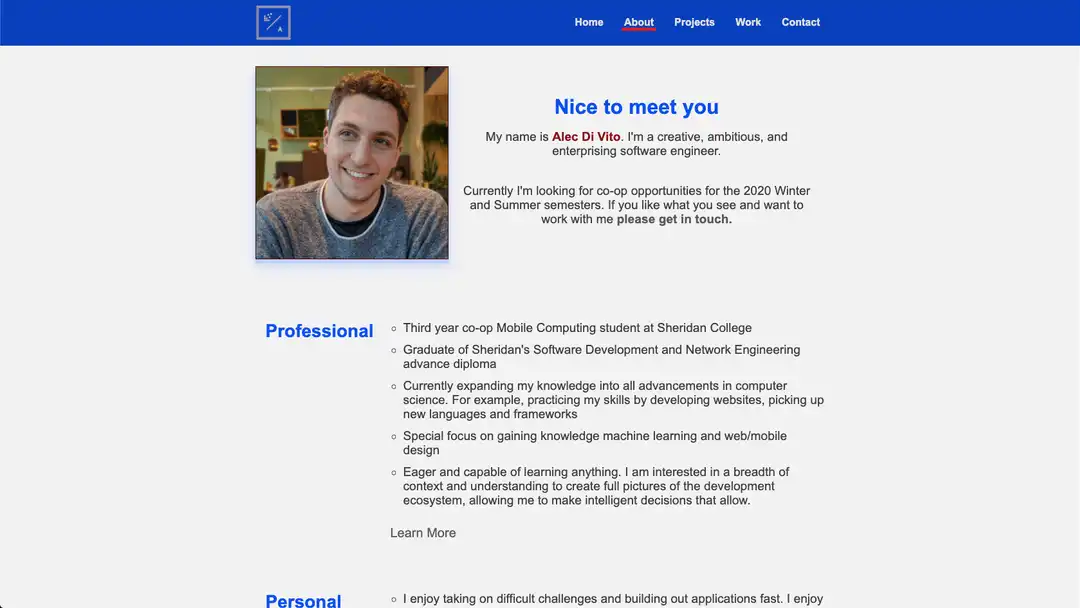 Home About Projects Work Contact
Nice to meet you
My name is Alec Di Vito. I'm a creative, ambitious, and
enterprising software engineer.
Currently I'm looking for co-op opportunities for the 2020 Winter
and Summer semesters. If you like what you see and want to
work with me please get in touch.
Professional
Third year co-op Mobile Computing student at Sheridan College
Graduate of Sheridan's Software Development and Network Engineering
advance diploma
Currently expanding my knowledge into all advancements in computer
science. For example, practicing my skills by developing websites, picking up
new languages and frameworks
Special focus on gaining knowledge machine learning and web/mobile
design
Eager and capable of learning anything. I am interested in a breadth of
context and understanding to create full pictures of the development
ecosystem, allowing me to make intelligent decisions that allow.
Learn More
Personal
I enjoy taking on difficult challenges and building out applications fast. I enjoy